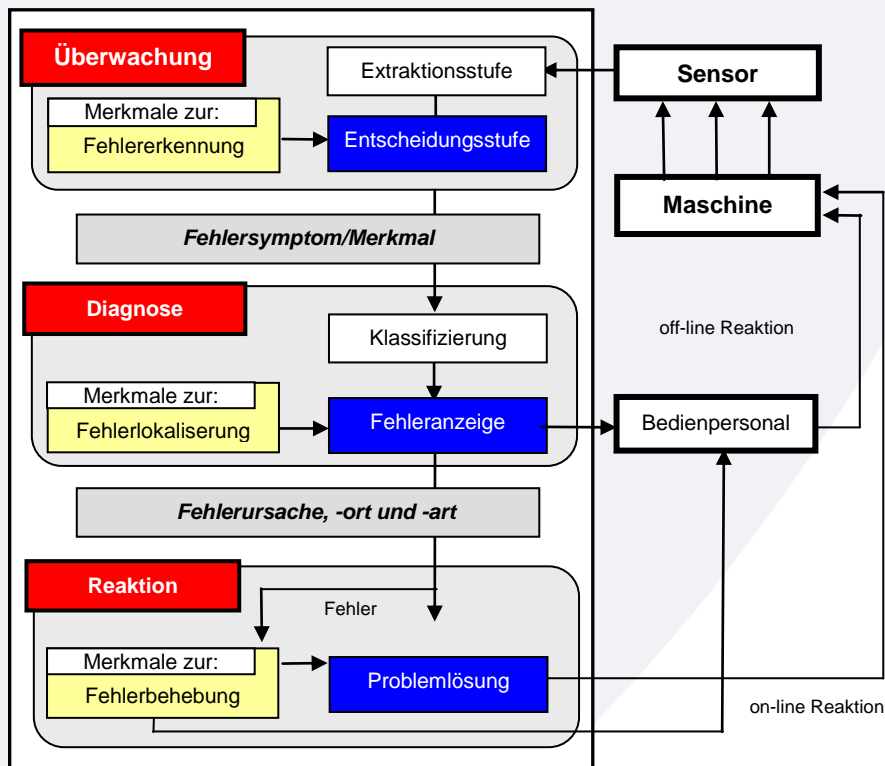 Überwachung
Extraktionsstufe
Sensor
Merkmale zur:
Fehlererkennung
Entscheidungsstufe
Maschine
Fehlersymptom/Merkmal
Diagnose
Klassifizierung
off-line Reaktion
Merkmale zur:
Fehlerlokaliserung
Fehleranzeige
Bedienpersonal
Fehlerursache, -ort und -art
Reaktion
Fehler
Merkmale zur:
Fehlerbehebung
Problemlösung
on-line Reaktion